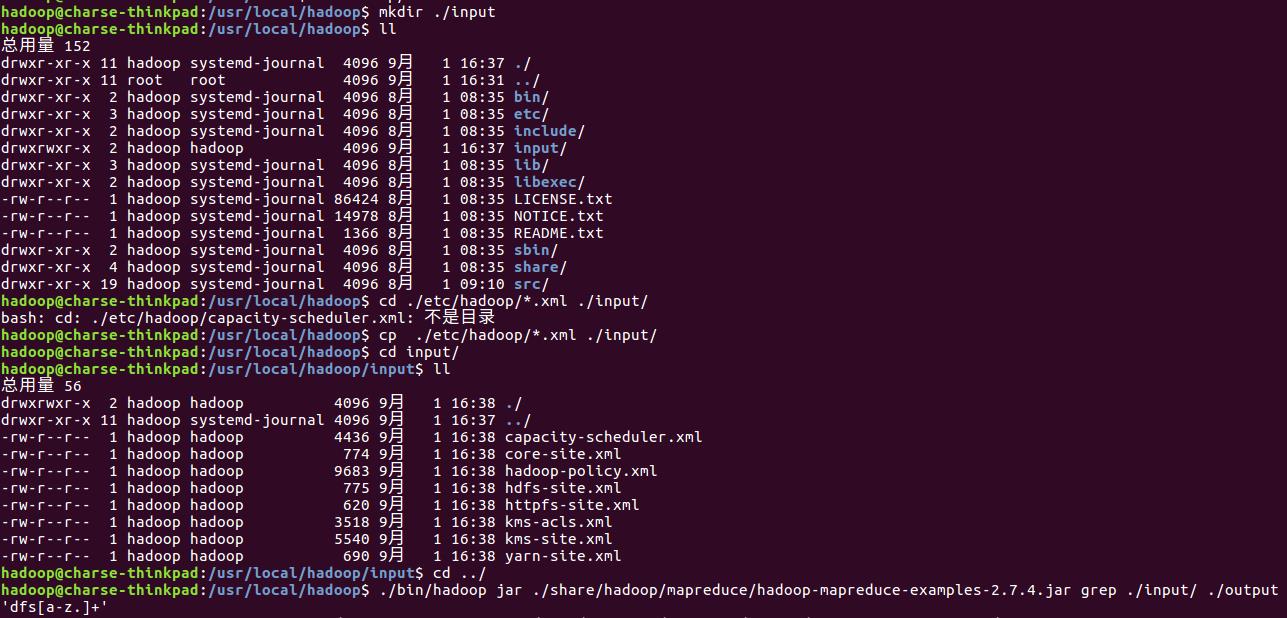 hadoop@charse-thinkpad:/usr/local/hadoop$ mkdir ./input
hadoop@charse-thinkpad:/usr/local/hadoop$ ll
总用量 152
drwxr-xr-x 11 hadoop systemd-journal  4096 9月   1 16:37 ./
drwxr-xr-x 11 root   root             4096 9月   1 16:31 ../
drwxr-xr-x  2 hadoop systemd-journal  4096 8月   1 08:35 bin/
drwxr-xr-x  3 hadoop systemd-journal  4096 8月   1 08:35 etc/
drwxr-xr-x  2 hadoop systemd-journal  4096 8月   1 08:35 include/
drwxrwxr-x  2 hadoop hadoop           4096 9月   1 16:37 input/
drwxr-xr-x  3 hadoop systemd-journal  4096 8月   1 08:35 lib/
drwxr-xr-x  2 hadoop systemd-journal  4096 8月   1 08:35 libexec/
-rw-r--r--  1 hadoop systemd-journal 86424 8月   1 08:35 LICENSE.txt
-rw-r--r--  1 hadoop systemd-journal 14978 8月   1 08:35 NOTICE.txt
-rw-r--r--  1 hadoop systemd-journal  1366 8月   1 08:35 README.txt
drwxr-xr-x  2 hadoop systemd-journal  4096 8月   1 08:35 sbin/
drwxr-xr-x  4 hadoop systemd-journal  4096 8月   1 08:35 share/
drwxr-xr-x 19 hadoop systemd-journal  4096 8月   1 09:10 src/
hadoop@charse-thinkpad:/usr/local/hadoop$ cd ./etc/hadoop/*.xml ./input/
bash: cd: ./etc/hadoop/capacity-scheduler.xml: 不是目录
hadoop@charse-thinkpad:/usr/local/hadoop$ cp  ./etc/hadoop/*.xml ./input/
hadoop@charse-thinkpad:/usr/local/hadoop$ cd input/
hadoop@charse-thinkpad:/usr/local/hadoop/input$ ll
总用量 56
drwxrwxr-x  2 hadoop hadoop          4096 9月   1 16:38 ./
drwxr-xr-x 11 hadoop systemd-journal 4096 9月   1 16:37 ../
-rw-r--r--  1 hadoop hadoop          4436 9月   1 16:38 capacity-scheduler.xml
-rw-r--r--  1 hadoop hadoop           774 9月   1 16:38 core-site.xml
-rw-r--r--  1 hadoop hadoop          9683 9月   1 16:38 hadoop-policy.xml
-rw-r--r--  1 hadoop hadoop           775 9月   1 16:38 hdfs-site.xml
-rw-r--r--  1 hadoop hadoop           620 9月   1 16:38 httpfs-site.xml
-rw-r--r--  1 hadoop hadoop          3518 9月   1 16:38 kms-acls.xml
-rw-r--r--  1 hadoop hadoop          5540 9月   1 16:38 kms-site.xml
-rw-r--r--  1 hadoop hadoop           690 9月   1 16:38 yarn-site.xml
hadoop@charse-thinkpad:/usr/local/hadoop/input$ cd ../
hadoop@charse-thinkpad:/usr/local/hadoop$ ./bin/hadoop jar ./share/hadoop/mapreduce/hadoop-mapreduce-examples-2.7.4.jar grep ./input/ ./output
'dfs[a-z.]+'